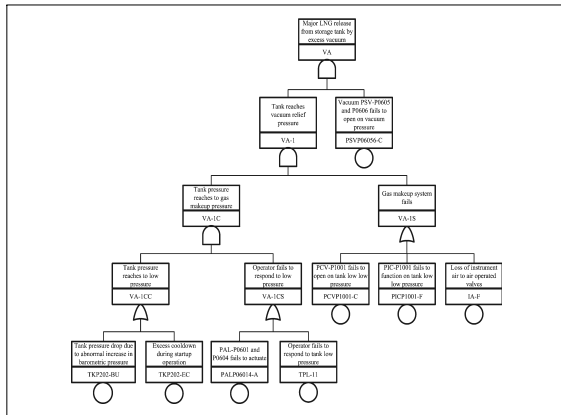 Major LNG release
from storage tank by
excess vacuum
VA
Tank reaches
vacuum relief
pressure
VA-1
Vacuum PSV-P0605
and P0606 fails to
open on vacuum
pressure
PSVP06056-C
Tank pressure
reaches to gas
makeup pressure
VA-1C
Gas makeup system
fails
VA-1S
Tank pressure
reaches to low
pressure
VA-1CC
Operator fails to
respond to low
pressure
VA-1CS
PCV-P1001 fails to
open on tank low low
pressure
PCVP1001-C
PIC-P1001 fails to
function on tank low
low pressure
PICP1001-F
Loss of instrument
air to air operated
valves
IA-F
Tank pressure drop due
to abnormal increase in
barometric pressure
TKP202-BU
Excess cooldown
during startup
operation
TKP202-EC
PAL-P0601 and
P0604 fails to actuate
PALP06014-A
Operator fails to
respond to tank low
pressure
TPL-11